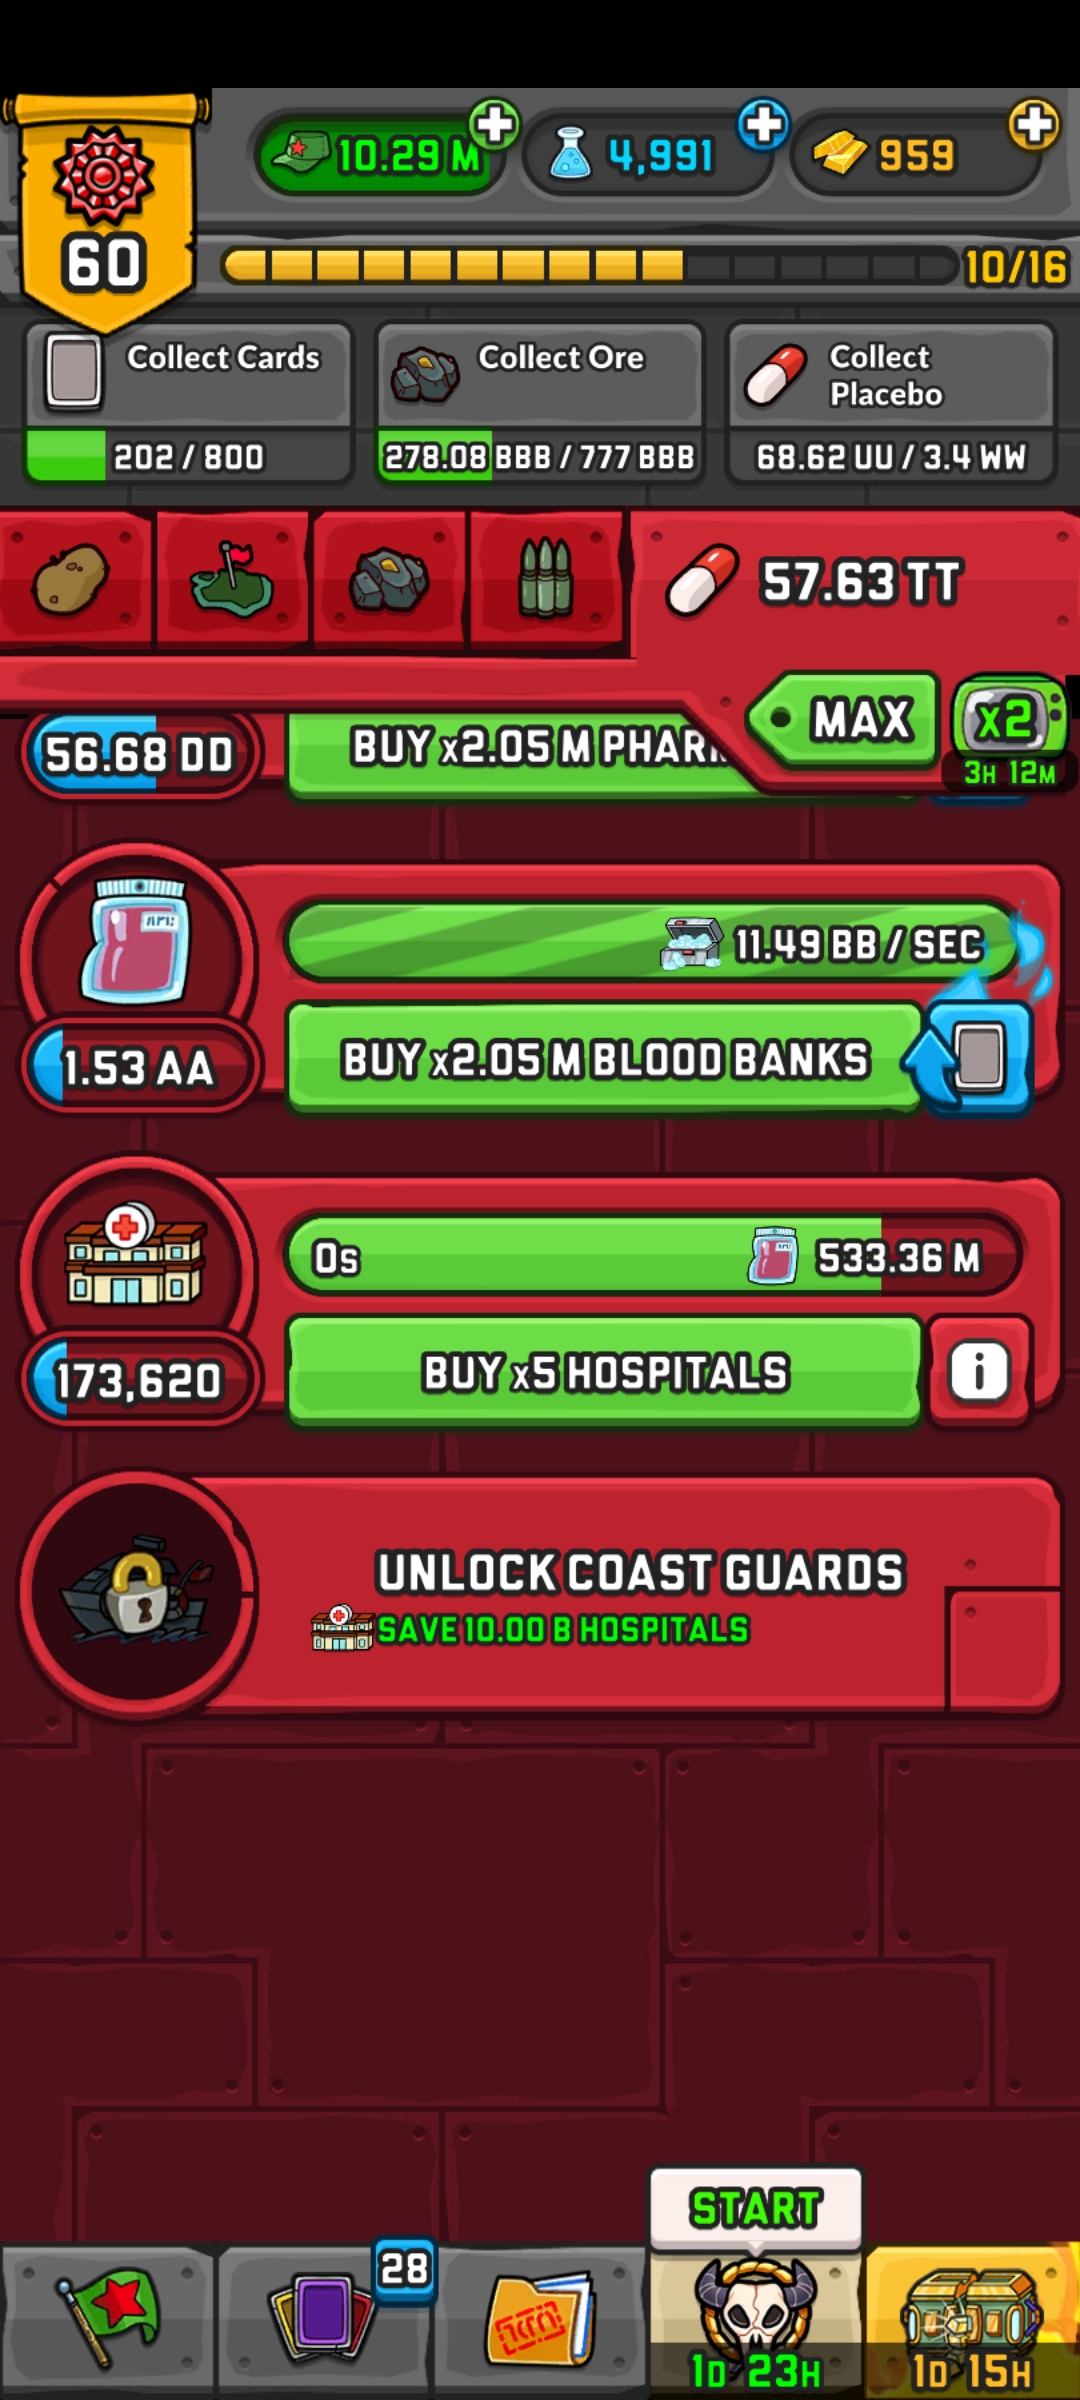 10.29 M
4,991
959
60
10/16
Collect Cards
202 / 800
Collect Ore
278.08 BBB / 777 BBB
Collect
Placebo
68.62 UU / 3.4 WW
57.63 TT
MAX
x2
3H 12M
56.68 DD
BUY x2.05 M
11.49 BB / SEC
1.53 AA
BUY x2.05 M BLOOD BANKS
0s
533.36 M
173,620
BUY x5 HOSPITALS
i
UNLOCK COAST GUARDS
SAVE 10.00 B HOSPITALS
START
28
1D 23H
1D 15H